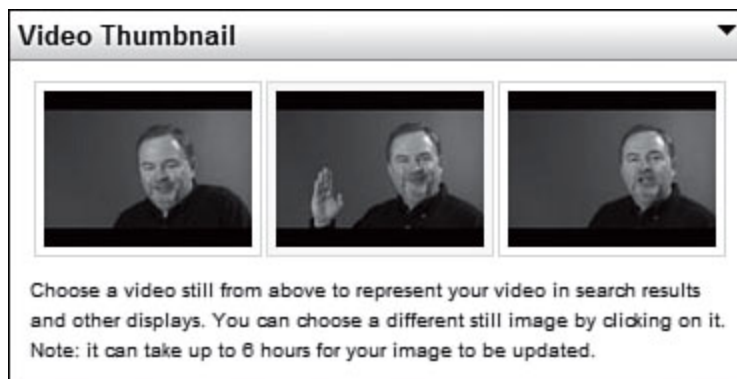 Video Thumbnail
Choose a video still from above to represent your video in search results
and other displays. You can choose a different still image by clicking on it.
Note: it can take up to 6 hours for your image to be updated.